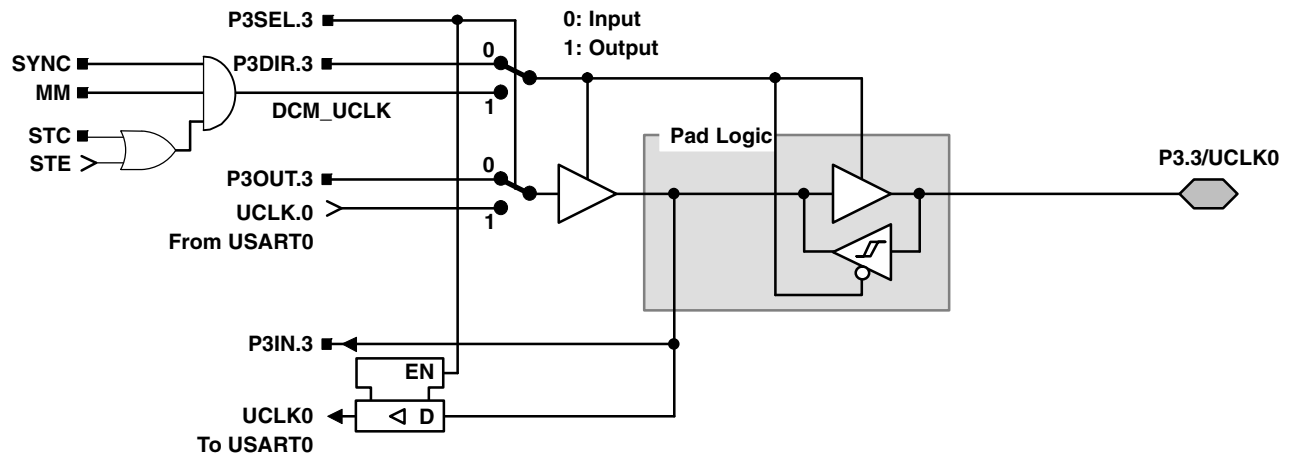 P3SEL.3
0: Input
1: Output
SYNC
P3DIR.3
0
MM
1
DCM_UCLK
STC
STE
Pad Logic
P3.3/UCLK0
P3OUT.3
0
UCLK.0
1
From USART0
P3IN.3
EN
UCLK0
D
To USART0